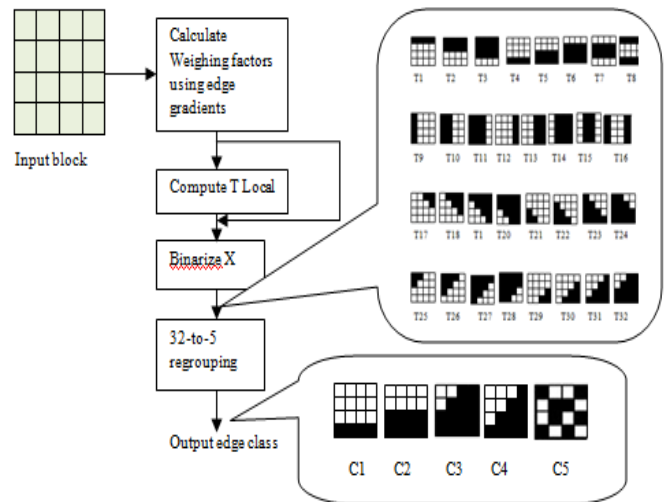 Calculate
Weighing factors
using edge
gradients
Input block
Compute T Local
Binarize X
32-to-5
regrouping
Output edge class
T1 T2 T3 T4 T5 T6 T7 T8
T9 T10 T11 T12 T13 T14 T15 T16
T17 T18 T1 T20 T21 T22 T23 T24
T25 T26 T27 T28 T29 T30 T31 T32
C1 C2 C3 C4 C5